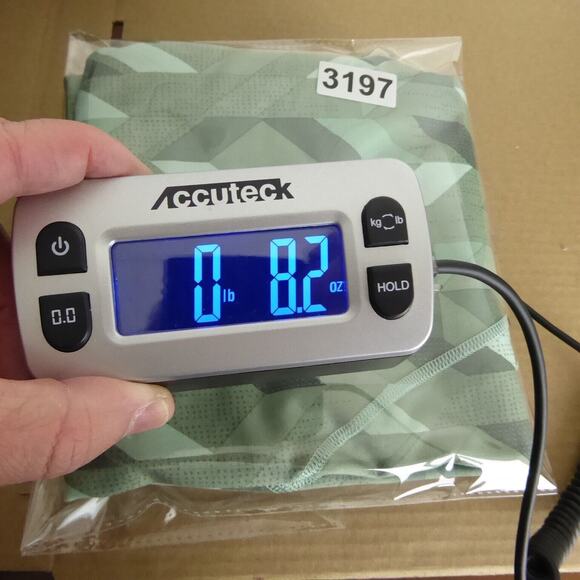 3197
Accuteck
kg lb
0 lb 8.2 oz
0.0
HOLD